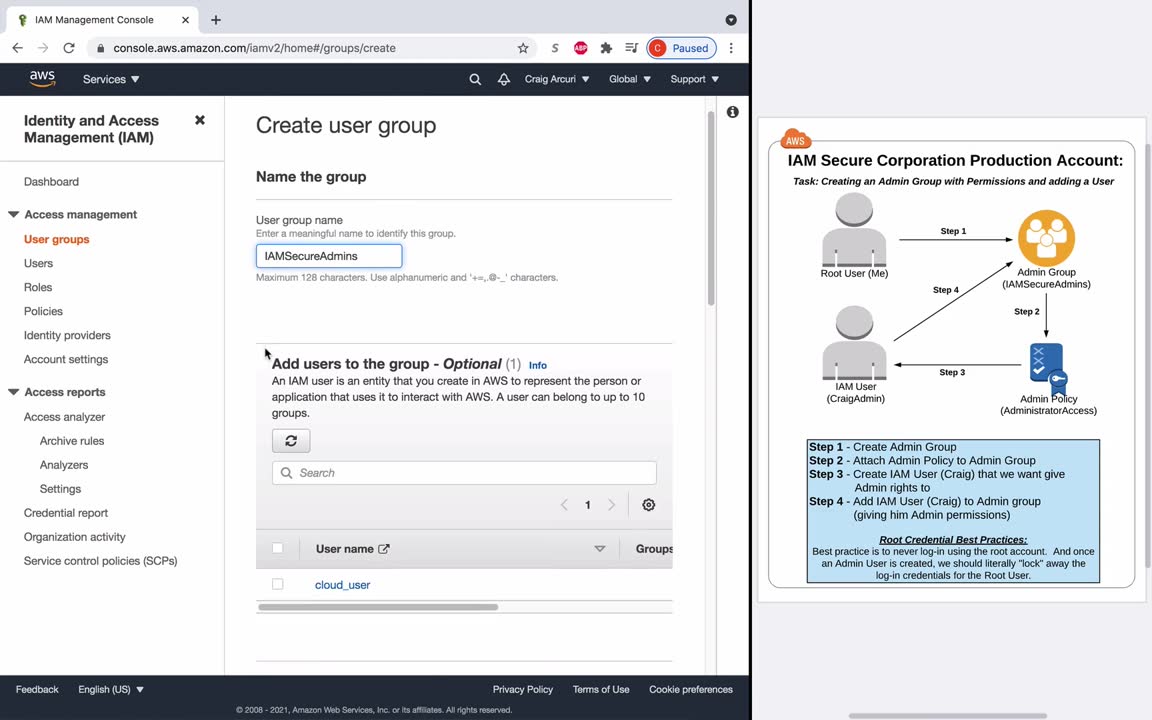 IAM Management Console
console.aws.amazon.com/iamv2/home#/groups/create
S
ABP
C Paused
aws
Services
Craig Arcuri
Global
Support
Identity and Access
Management (IAM)
Dashboard
Access management
User groups
Users
Roles
Policies
Identity providers
Account settings
Access reports
Access analyzer
Archive rules
Analyzers
Settings
Credential report
Organization activity
Service control policies (SCPs)
Create user group
Name the group
User group name
Enter a meaningful name to identify this group.
IAMSecureAdmins
Maximum 128 characters. Use alphanumeric and '+=,.@-_' characters.
Add users to the group - Optional (1) Info
An IAM user is an entity that you create in AWS to represent the person or
application that uses it to interact with AWS. A user can belong to up to 10
groups.
Search
1
User name
Groups
cloud_user
Feedback
English (US)
Privacy Policy
Terms of Use
Cookie preferences
© 2008 - 2021, Amazon Web Services, Inc. or its affiliates. All rights reserved.
AWS
IAM Secure Corporation Production Account:
Task: Creating an Admin Group with Permissions and adding a User
Step 1
Root User (Me)
Admin Group
(IAMSecureAdmins)
Step 4
Step 2
Step 3
IAM User
(CraigAdmin)
Admin Policy
(AdministratorAccess)
Step 1 - Create Admin Group
Step 2 - Attach Admin Policy to Admin Group
Step 3 - Create IAM User (Craig) that we want give
Admin rights to
Step 4 - Add IAM User (Craig) to Admin group
(giving him Admin permissions)
Root Credential Best Practices:
Best practice is to never log-in using the root account. And once
an Admin User is created, we should literally "lock" away the
log-in credentials for the Root User.